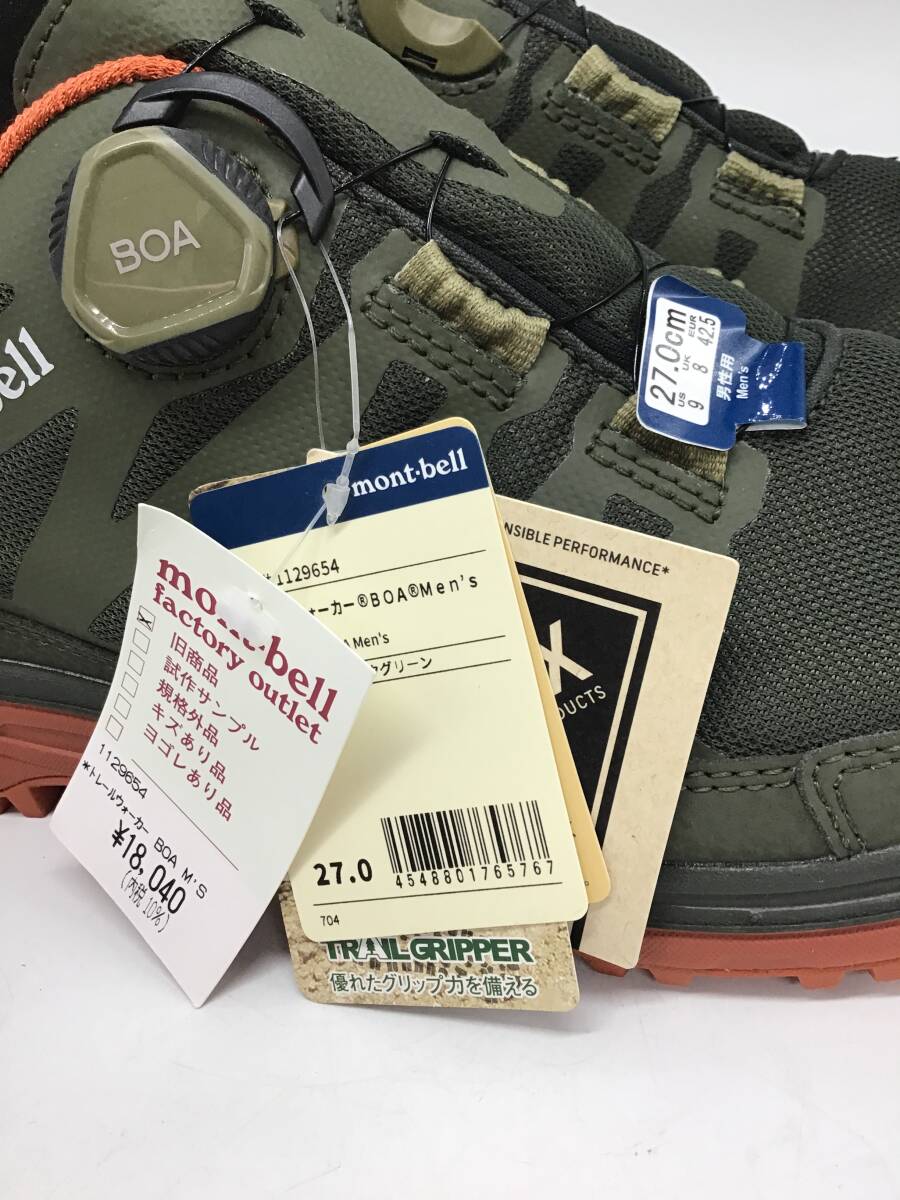 BOA
ell
27.0cm
US UK EUR
9 8 42.5
男性用
Men's
mont·bell
1129654
ォーカー®BOA®Men's
Men's
グリーン
27.0
4548801765767
704
NSIBLE PERFORMANCE*
DUCTS
mont-bell
factory outlet
旧商品
試作サンプル
規格外品
キズあり品
ヨゴレあり品
1129654
*トレールウォーカー BOA M'S
¥18,040
(内税10%)
TRAIL GRIPPER
優れたグリップ力を備える